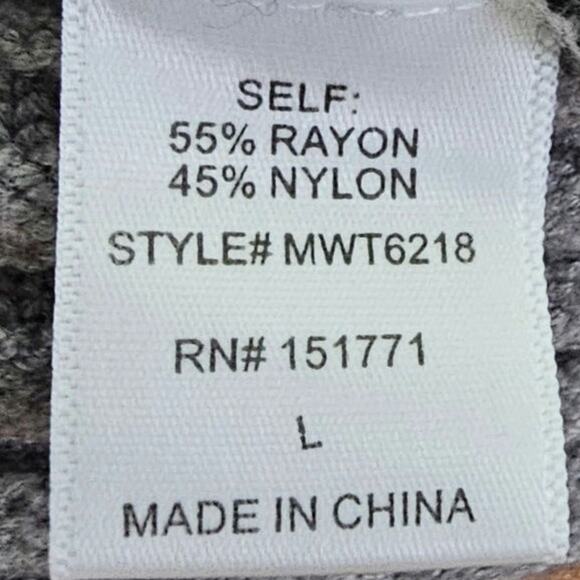 SELF:
55% RAYON
45% NYLON
STYLE# MWT6218
RN# 151771
L
MADE IN CHINA